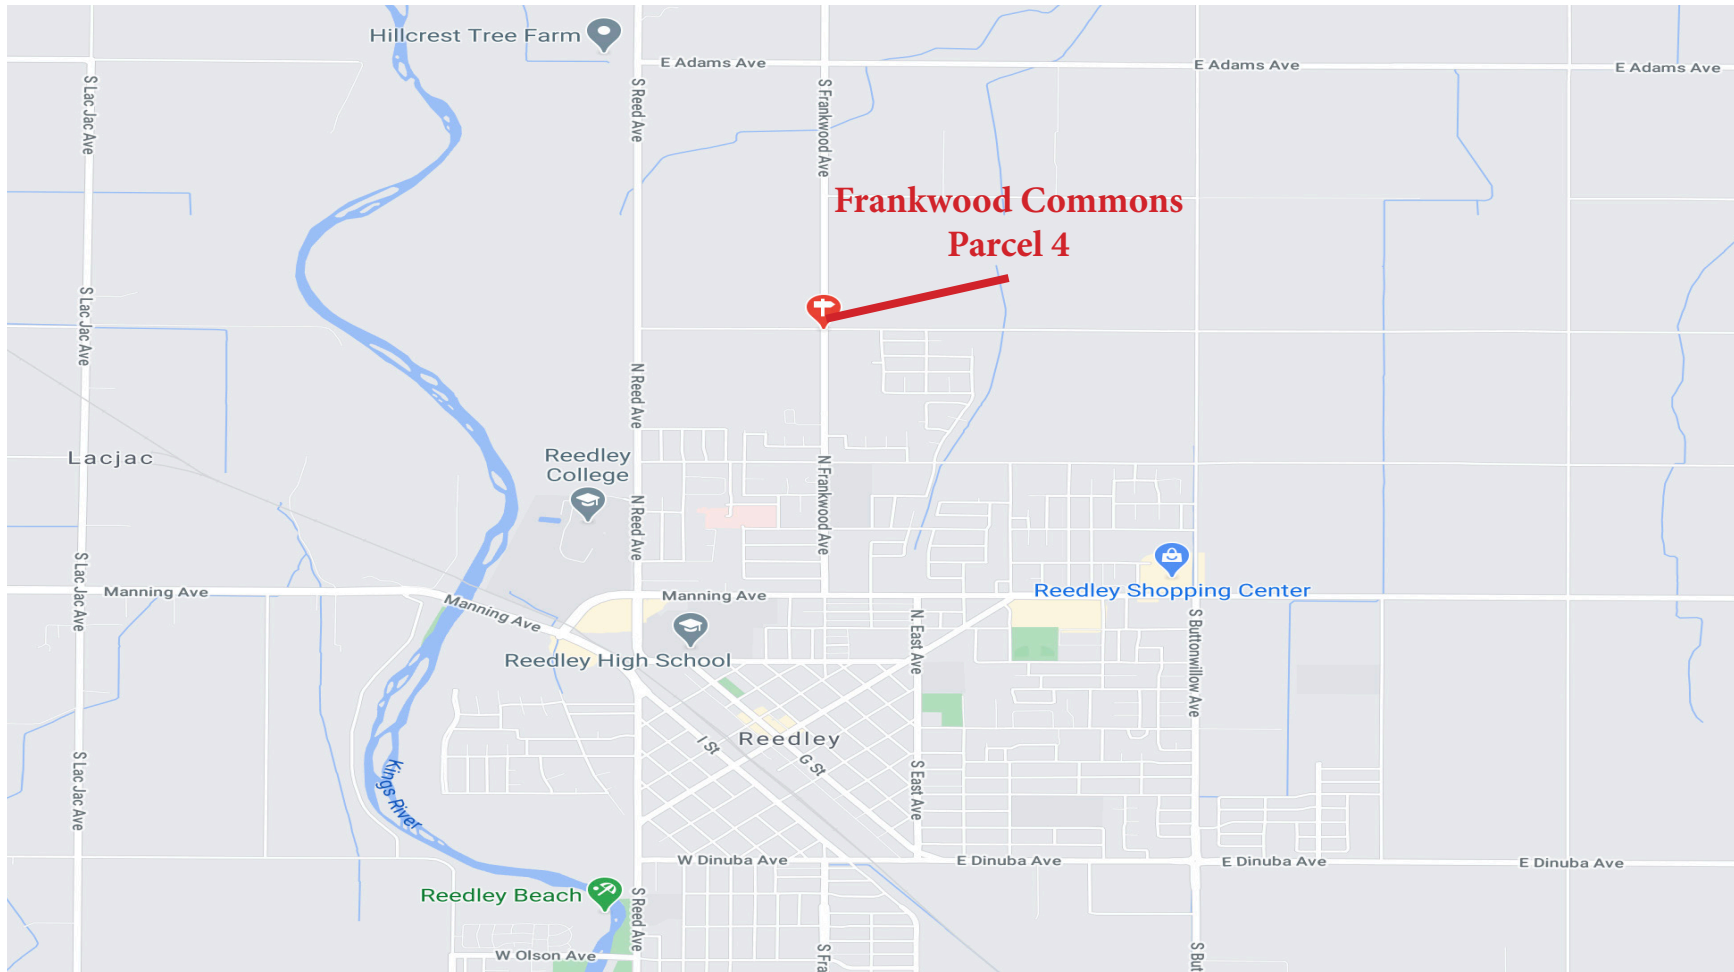 Hillcrest Tree Farm
E Adams Ave
E Adams Ave
E Adams Ave
S Lac Jac Ave
S Reed Ave
S Frankwood Ave
Frankwood Commons
Parcel 4
S Lac Jac Ave
N Reed Ave
Lacjac
Reedley
College
N Reed Ave
N Frankwood Ave
S Lac Jac Ave
Manning Ave
Manning Ave
Manning Ave
Reedley Shopping Center
Reedley High School
N. East Ave
S Buttonwillow Ave
I St
Reedley
G St
S Lac Jac Ave
Kings River
S East Ave
W Dinuba Ave
E Dinuba Ave
E Dinuba Ave
E Dinuba Ave
Reedley Beach
S Reed Ave
W Olson Ave
S Fra
S But